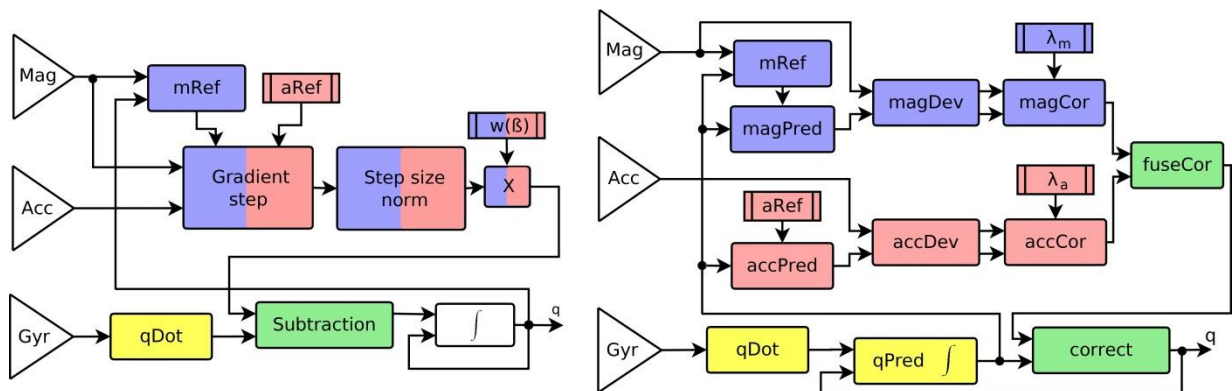 Mag
mRef
aRef
w(ß)
Gradient
step
Step size
norm
X
Acc
Gyr
qDot
Subtraction
∫
q
Mag
mRef
λm
magDev
magCor
magPred
fuseCor
Acc
aRef
λa
accDev
accCor
accPred
Gyr
qDot
qPred ∫
correct
q